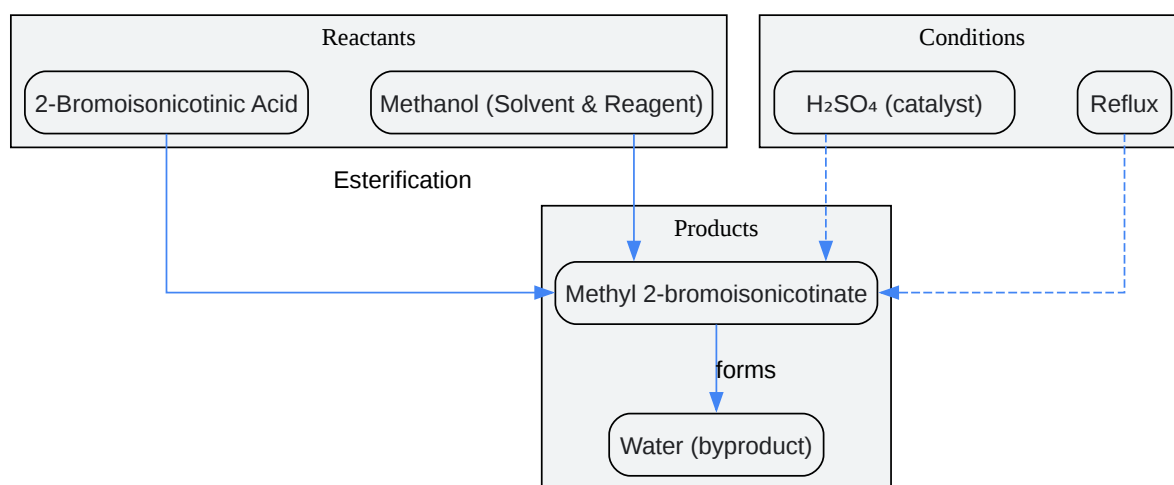 Reactants
Conditions
2-Bromoisonicotinic Acid
Methanol (Solvent & Reagent)
H₂SO₄ (catalyst)
Reflux
Esterification
Products
Methyl 2-bromoisonicotinate
forms
Water (byproduct)